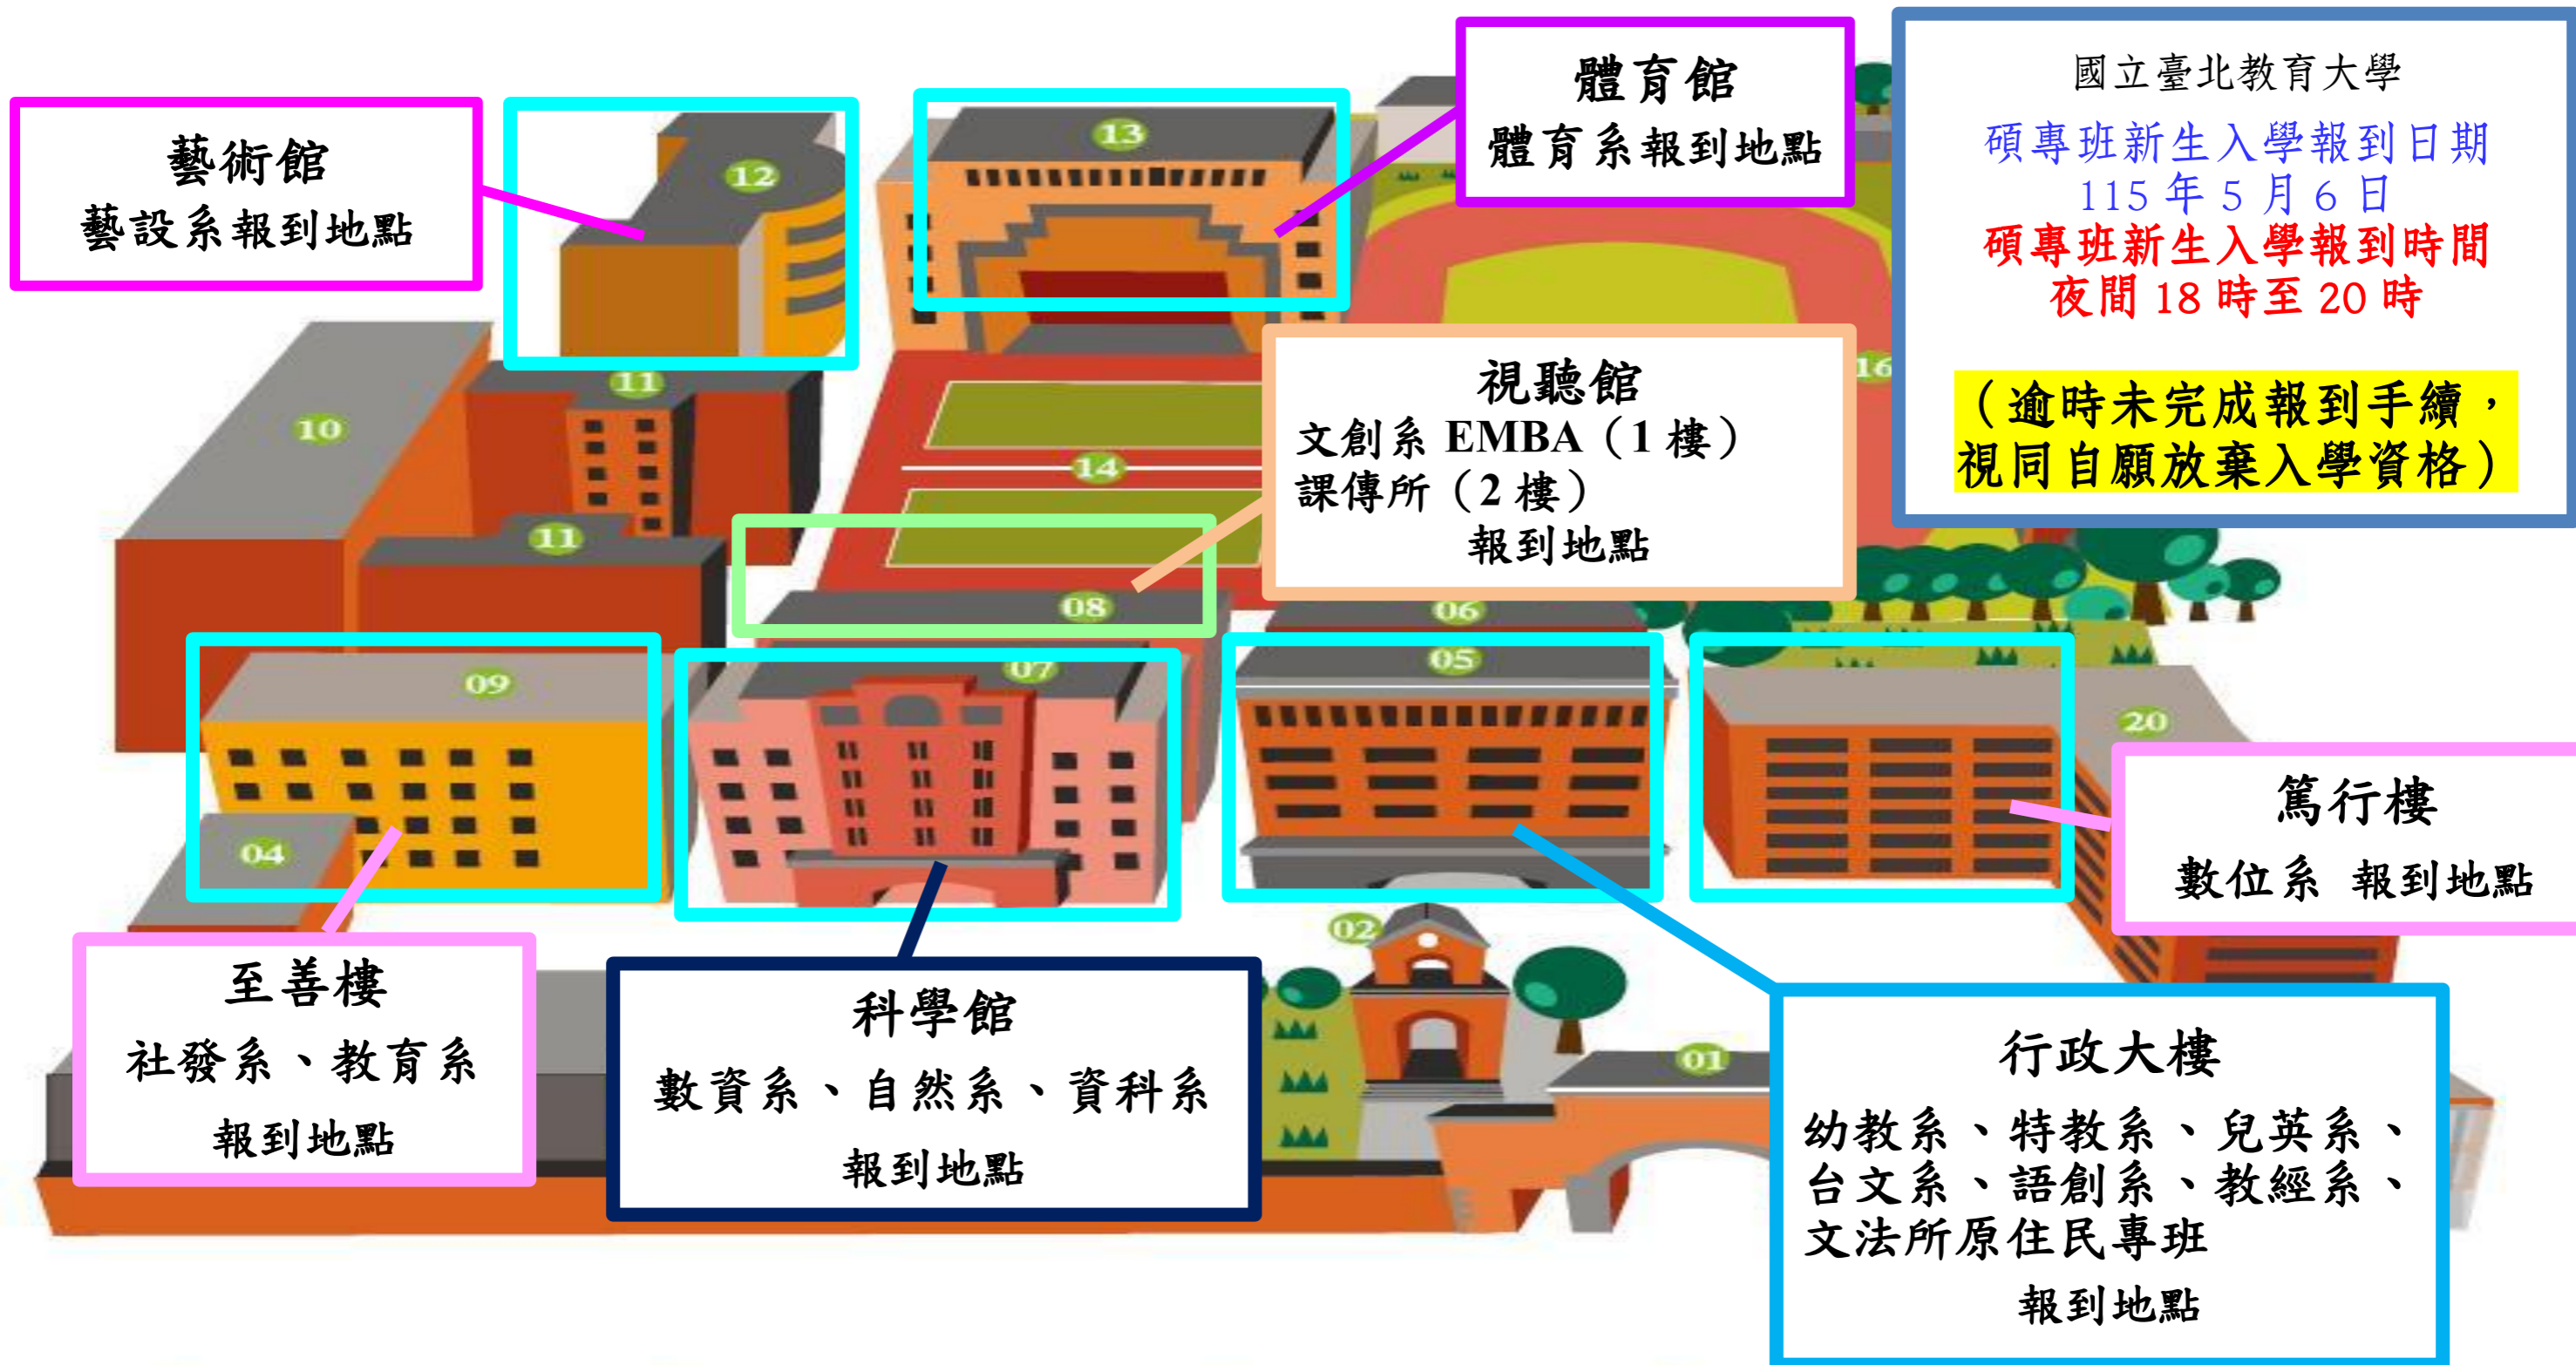 國立臺北教育大學
碩專班新生入學報到日期
115 年 5 月 6 日
碩專班新生入學報到時間
夜間 18 時至 20 時
（逾時未完成報到手續，
視同自願放棄入學資格）
體育館
體育系報到地點
藝術館
藝設系報到地點
13
12
視聽館
文創系 EMBA（1 樓）
課傳所（2 樓）
報到地點
16
11
10
14
11
08
06
09
07
05
20
04
篤行樓
數位系 報到地點
02
至善樓
社發系、教育系
報到地點
科學館
數資系、自然系、資科系
報到地點
01
行政大樓
幼教系、特教系、兒英系、
台文系、語創系、教經系、
文法所原住民專班
報到地點